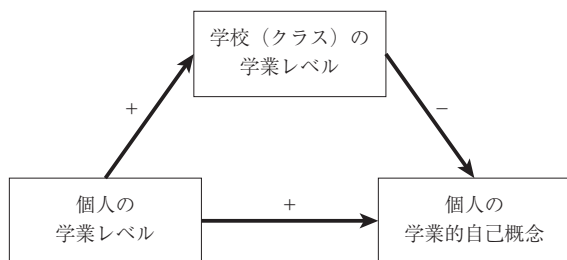 学校（クラス）の
学業レベル
+
−
個人の
学業レベル
+
個人の
学業的自己概念